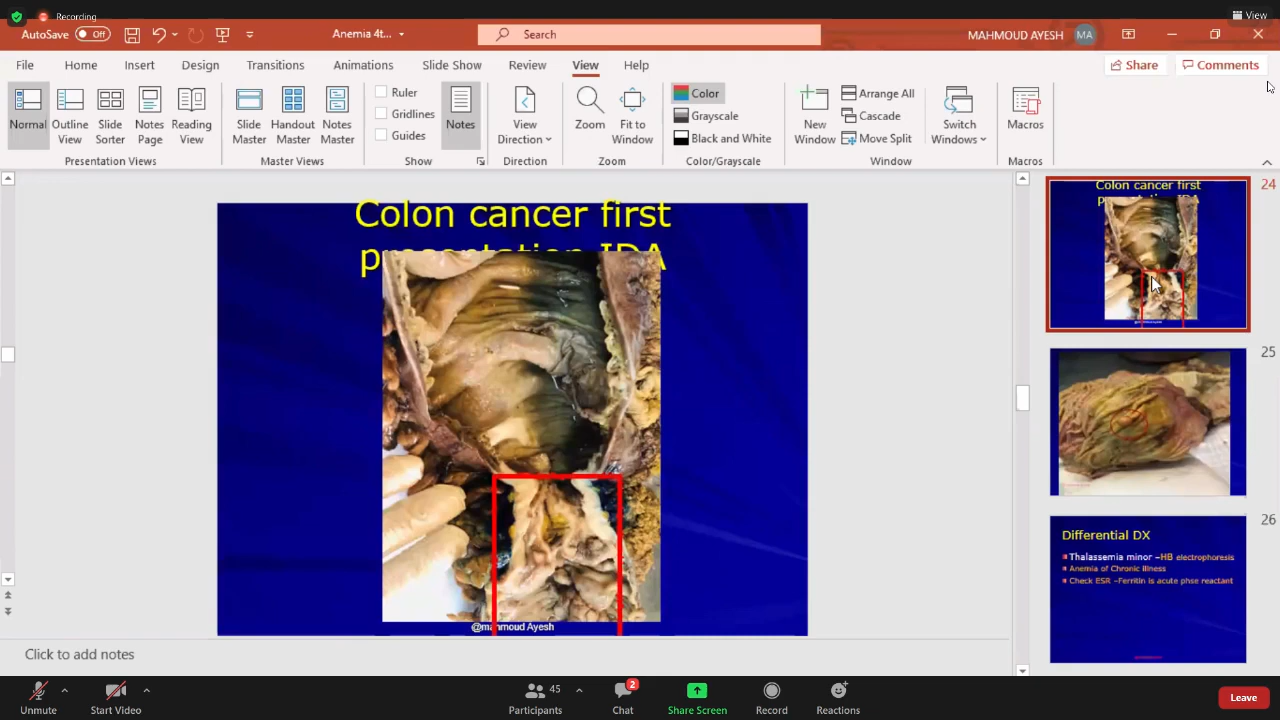 Recording
View
AutoSave Off
Anemia 4t...
Search
MAHMOUD AYESH MA
File Home Insert Design Transitions Animations Slide Show Review View Help
Share Comments
Normal
Outline View
Slide Sorter
Notes Page
Reading View
Presentation Views
Slide Master
Handout Master
Notes Master
Master Views
Ruler
Gridlines
Guides
Show
Notes
View Direction
Direction
Zoom
Fit to Window
Zoom
Color
Grayscale
Black and White
Color/Grayscale
New Window
Arrange All
Cascade
Move Split
Switch Windows
Window
Macros
Macros
Colon cancer first
presentation IDA
@mahmoud Ayesh
Click to add notes
24
Colon cancer first
presentation IDA
25
26
Differential DX
Thalassemia minor –HB electrophoresis
Anemia of Chronic illness
Check ESR –Ferritin is acute phse reactant
Unmute
Start Video
45
Participants
2
Chat
Share Screen
Record
Reactions
Leave